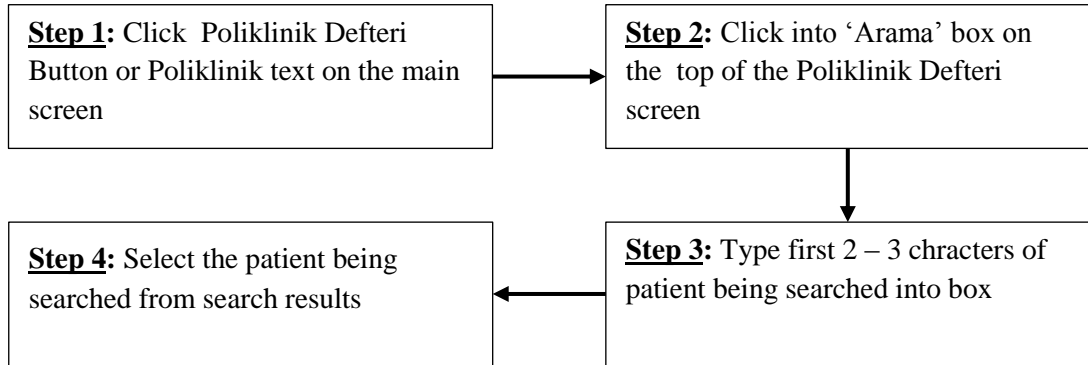 Step 1: Click Poliklinik Defteri
Button or Poliklinik text on the main
screen
Step 2: Click into ‘Arama’ box on
the top of the Poliklinik Defteri
screen
Step 3: Type first 2 – 3 chracters of
patient being searched into box
Step 4: Select the patient being
searched from search results